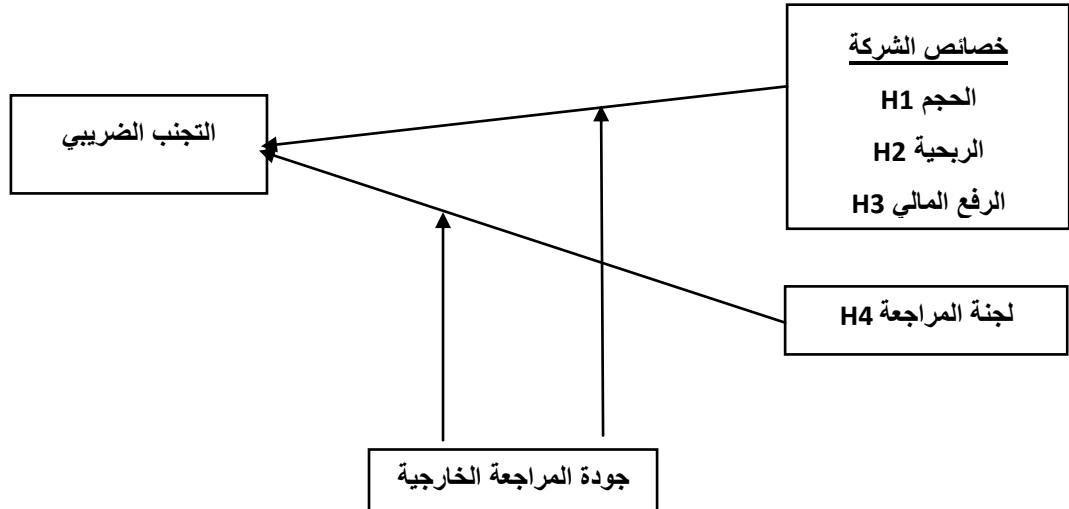 خصائص الشركة
الحجم H1
الربحية H2
الرفع المالي H3
التجنب الضريبي
لجنة المراجعة H4
جودة المراجعة الخارجية